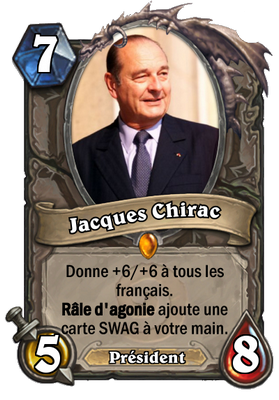 7
Jacques Chirac
Donne +6/+6 à tous les
français.
Râle d'agonie ajoute une
carte SWAG à votre main.
5
Président
8